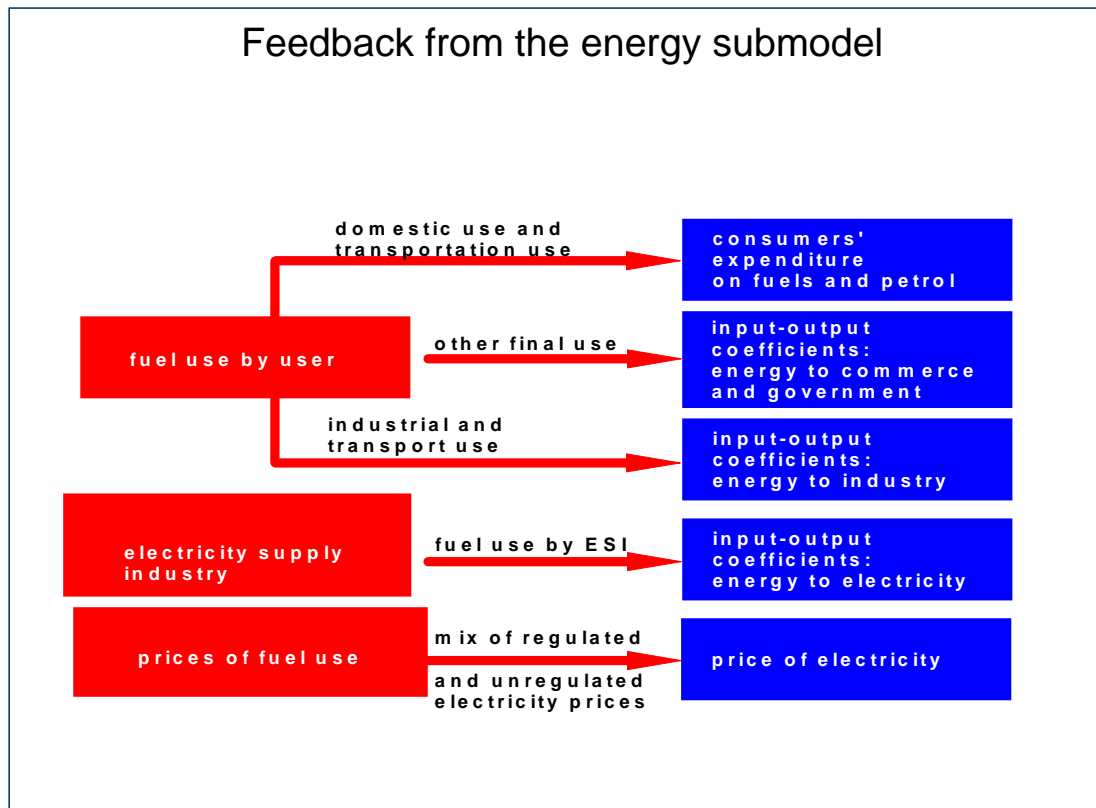 Feedback from the energy submodel
domestic use and
transportation use
consumers'
expenditure
on fuels and petrol
fuel use by user
other final use
input-output
coefficients:
energy to commerce
and government
industrial and
transport use
input-output
coefficients:
energy to industry
electricity supply
industry
fuel use by ESI
input-output
coefficients:
energy to electricity
prices of fuel use
mix of regulated
and unregulated
electricity prices
price of electricity